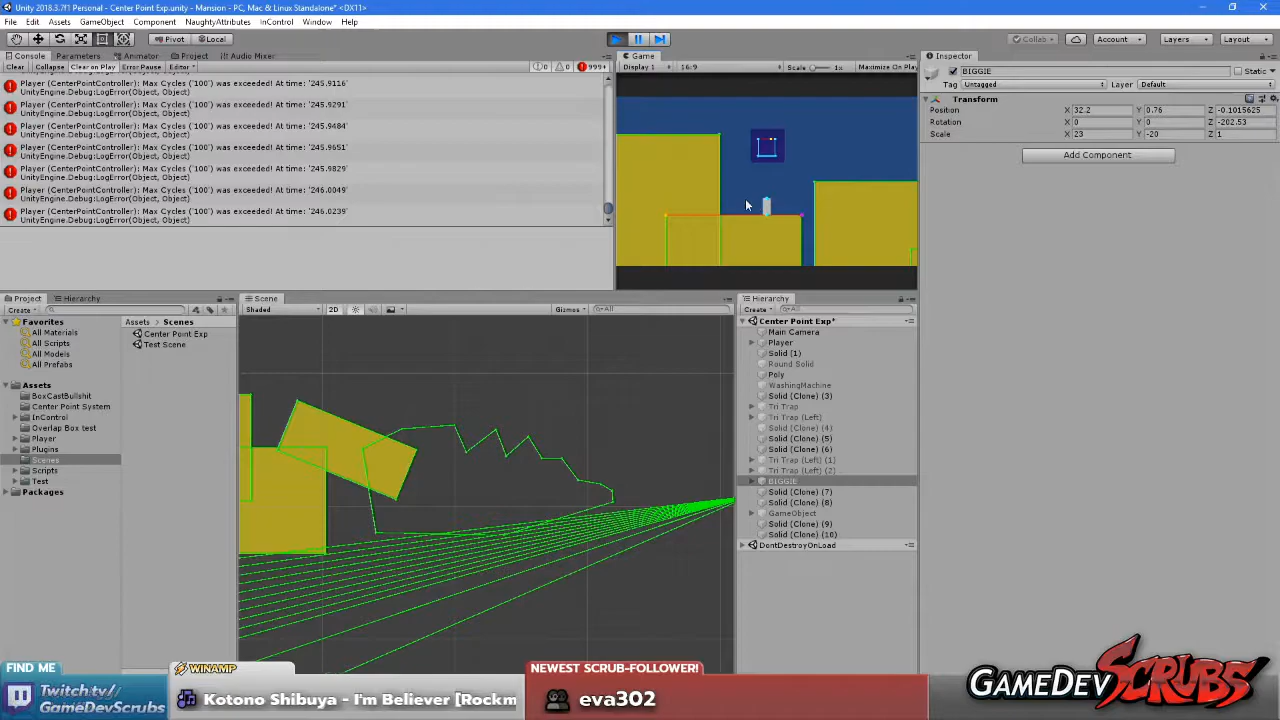 Unity 2018.3.7f1 Personal - Center Point Exp.unity - Mansion - PC, Mac & Linux Standalone* <DX11>
File Edit Assets GameObject Component NaughtyAttributes InControl Window Help
Pivot Local Collab Account Layers Layout
Console Parameters Animator Project Audio Mixer
Clear Collapse Clear on Play Error Pause Editor 0 0 999+
Player (CenterPointController): Max Cycles ('100') was exceeded! At time: '245.9116'
UnityEngine.Debug:LogError(Object, Object)
Player (CenterPointController): Max Cycles ('100') was exceeded! At time: '245.9291'
UnityEngine.Debug:LogError(Object, Object)
Player (CenterPointController): Max Cycles ('100') was exceeded! At time: '245.9484'
UnityEngine.Debug:LogError(Object, Object)
Player (CenterPointController): Max Cycles ('100') was exceeded! At time: '245.9651'
UnityEngine.Debug:LogError(Object, Object)
Player (CenterPointController): Max Cycles ('100') was exceeded! At time: '245.9829'
UnityEngine.Debug:LogError(Object, Object)
Player (CenterPointController): Max Cycles ('100') was exceeded! At time: '246.0049'
UnityEngine.Debug:LogError(Object, Object)
Player (CenterPointController): Max Cycles ('100') was exceeded! At time: '246.0239'
UnityEngine.Debug:LogError(Object, Object)
Game
Display 1 16:9 Scale 1x Maximize On Play
Inspector
BIGGIE Static
Tag Untagged Layer Default
Transform
Position X 32.2 Y 0.76 Z -0.1015625
Rotation X 0 Y 0 Z -202.53
Scale X 23 Y -20 Z 1
Add Component
Project Hierarchy
Create
Favorites
All Materials
All Scripts
All Models
All Prefabs
Assets
BoxCastBullshit
Center Point System
InControl
Overlap Box test
Player
Plugins
Scenes
Scripts
Test
Packages
Assets Scenes
Center Point Exp
Test Scene
Scene
Shaded 2D Gizmos All
Hierarchy
Create All
Center Point Exp*
Main Camera
Player
Solid (1)
Round Solid
Poly
WashingMachine
Solid (Clone) (3)
Tri Trap
Tri Trap (Left)
Solid (Clone) (4)
Solid (Clone) (5)
Solid (Clone) (6)
Tri Trap (Left) (1)
Tri Trap (Left) (2)
BIGGIE
Solid (Clone) (7)
Solid (Clone) (8)
GameObject
Solid (Clone) (9)
Solid (Clone) (10)
DontDestroyOnLoad
FIND ME
Twitch.tv/
GameDevScrubs
WINAMP
Kotono Shibuya - I'm Believer [Rockm
NEWEST SCRUB-FOLLOWER!
eva302
GAMEDEV SCRUBS